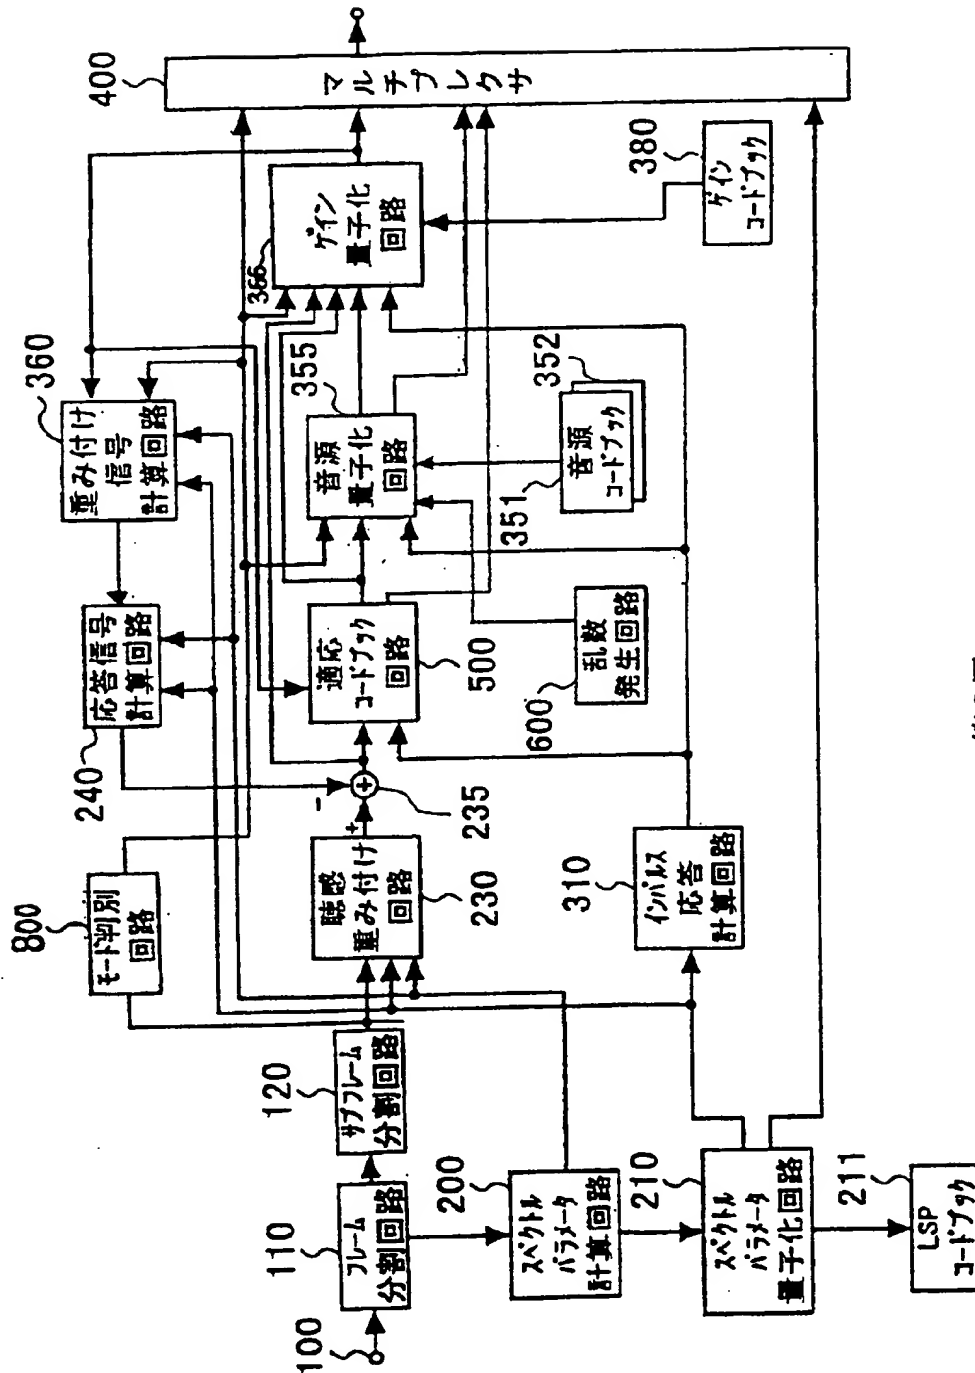 100
110
フレーム
分割回路
120
サブフレーム
分割回路
200
スペクトル
パラメータ
計算回路
210
スペクトル
パラメータ
量子化回路
211
LSP
コードブック
800
モード判別
回路
230
聴感
重み付け
回路
+
-
+
235
240
応答信号
計算回路
360
重み付け
信号
計算回路
310
インパルス
応答
計算回路
500
適応
コードブック
回路
600
乱数
発生回路
355
音源
量子化
回路
351
352
音源
コードブック
366
ゲイン
量子化
回路
380
ゲイン
コードブック
400
マルチプレクサ